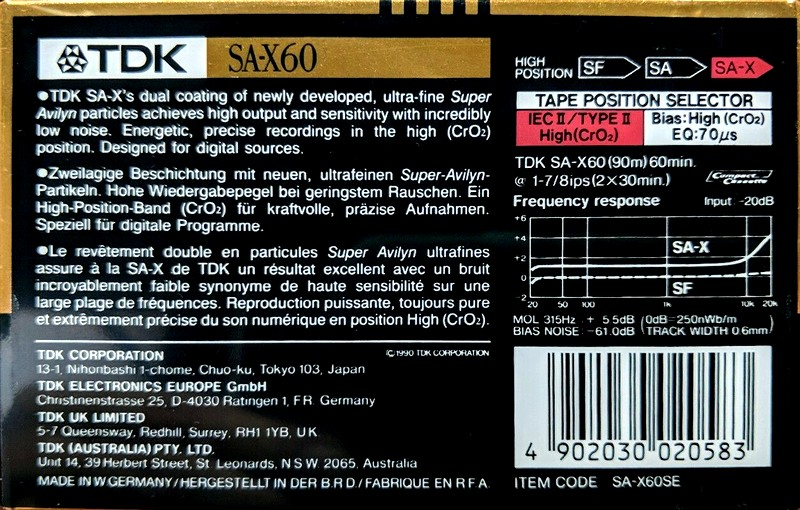 TDK SA-X60
●TDK SA-X's dual coating of newly developed, ultra-fine Super
Avilyn particles achieves high output and sensitivity with incredibly
low noise. Energetic, precise recordings in the high (CrO₂)
position. Designed for digital sources.
●Zweilagige Beschichtung mit neuen, ultrafeinen Super-Avilyn-
Partikeln. Hohe Wiedergabepegel bei geringstem Rauschen. Ein
High-Position-Band (CrO₂) für kraftvolle, präzise Aufnahmen.
Speziell für digitale Programme.
●Le revêtement double en particules Super Avilyn ultrafines
assure à la SA-X de TDK un résultat excellent avec un bruit
incroyablement faible synonyme de haute sensibilité sur une
large plage de fréquences. Reproduction puissante, toujours pure
et extrêmement précise du son numérique en position High (CrO₂).
TDK CORPORATION
© 1990 TDK CORPORATION
13-1, Nihonbashi 1-chome, Chuo-ku, Tokyo 103, Japan
TDK ELECTRONICS EUROPE GmbH
Christinenstrasse 25, D-4030 Ratingen 1, F.R. Germany
TDK UK LIMITED
5-7 Queensway, Redhill, Surrey, RH1 1YB, U.K.
TDK (AUSTRALIA) PTY. LTD.
Unit 14, 39 Herbert Street, St. Leonards, N.S.W. 2065, Australia
MADE IN W.GERMANY/HERGESTELLT IN DER B.R.D./FABRIQUE EN R.F.A.
HIGH
POSITION
SF SA SA-X
TAPE POSITION SELECTOR
IEC II/TYPE II
High(CrO₂)
Bias: High (CrO₂)
EQ: 70μs
TDK SA-X60 (90m) 60min.
@ 1-7/8ips (2×30min.)
Compact
Cassette
Frequency response Input: -20dB
+6
+4
+2
0
-2
SA-X
SF
20 50 100 1k 10k 20k
MOL 315Hz: + 5.5dB (0dB=250nWb/m
BIAS NOISE: -61.0dB TRACK WIDTH 0.6mm)
4 902030 020583
ITEM CODE SA-X60SE